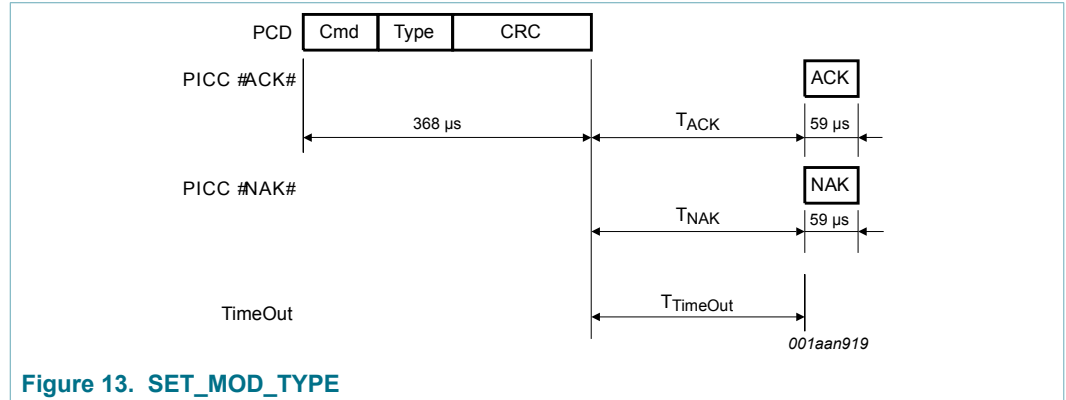 PCD Cmd Type CRC
PICC #ACK# ACK
368 µs TACK 59 µs
PICC #NAK# NAK
TNAK 59 µs
TimeOut TTimeOut
001aan919
Figure 13. SET_MOD_TYPE